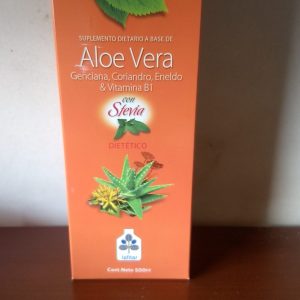 SUPLEMENTO DIETARIO A BASE DE
Aloe Vera
Genciana, Coriandro, Eneldo
& Vitamina B1
con
Stevia
DIETÉTICO
Cont. Neto 500ml